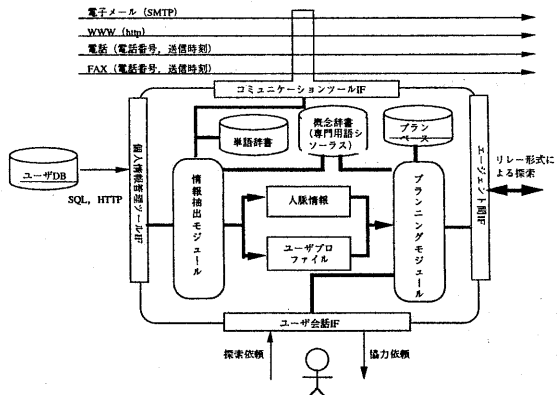 電子メール（SMTP）
WWW（http）
電話（電話番号，送信時刻）
FAX（電話番号，送信時刻）
コミュニケーションツールIF
単語辞書
概念辞書
（専門用語シ
ソーラス）
プラン
ベース
ユーザDB
SQL，HTTP
個人情報管理ツールIF
情報抽出モジュール
人脈情報
ユーザプロ
ファイル
プランニングモジュール
エージェント間IF
リレー形式に
よる探索
ユーザ会話IF
探索依頼
協力依頼